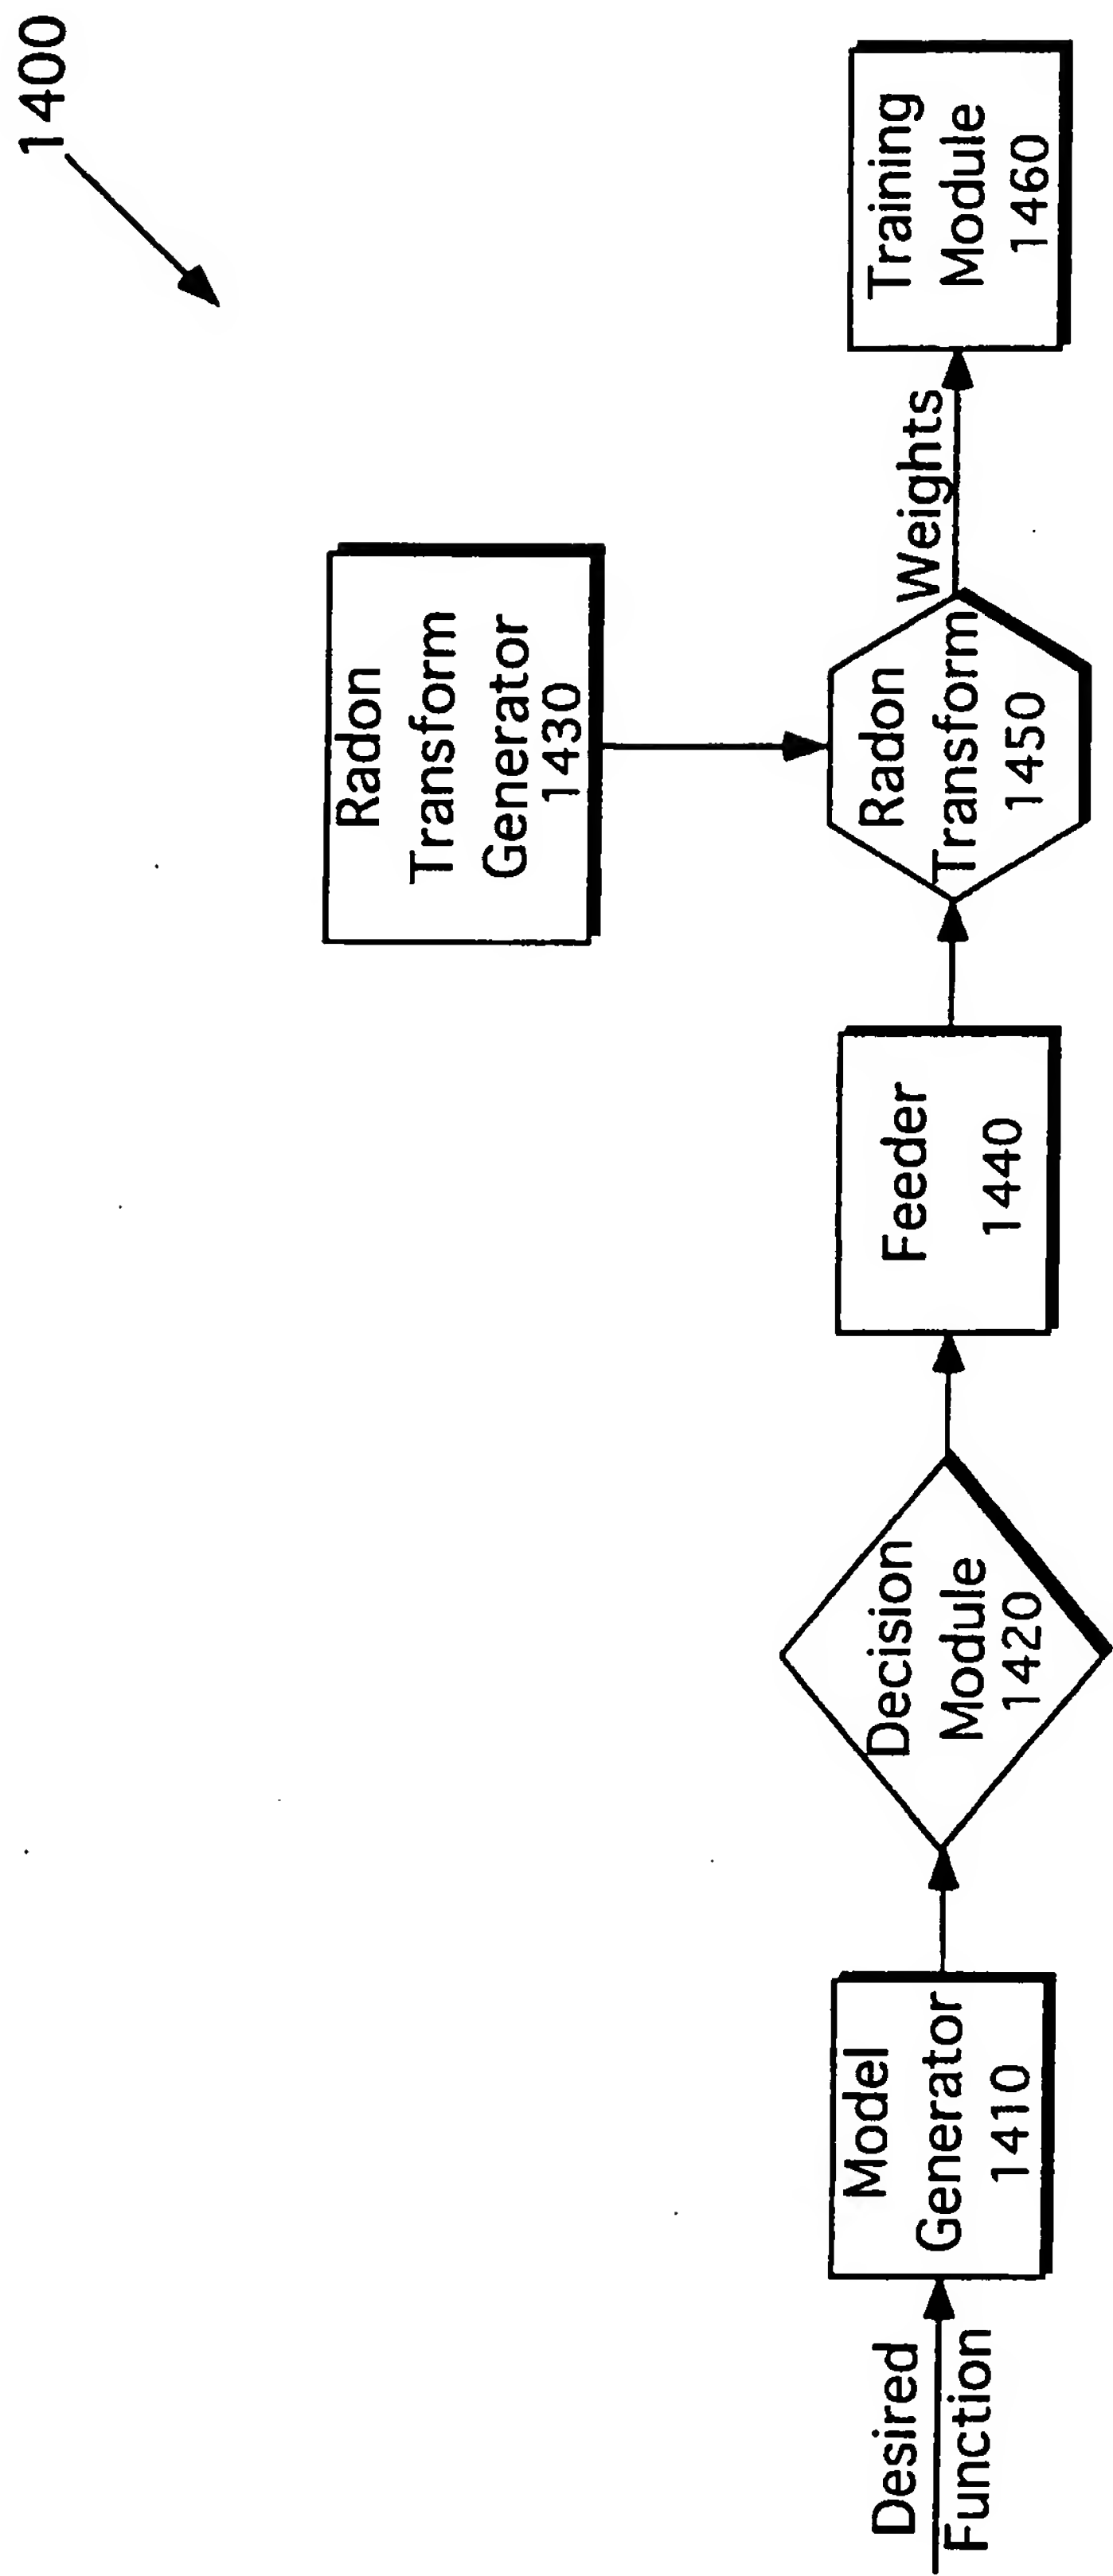 1400
Radon
Transform
Generator
1430
Desired
Function
Model
Generator
1410
Decision
Module
1420
Feeder
1440
Radon
Transform
1450
Weights
Training
Module
1460